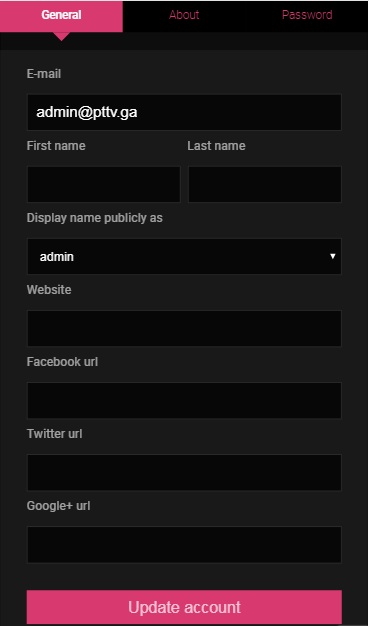 General About Password
E-mail
admin@pttv.ga
First name Last name
Display name publicly as
admin
Website
Facebook url
Twitter url
Google+ url
Update account